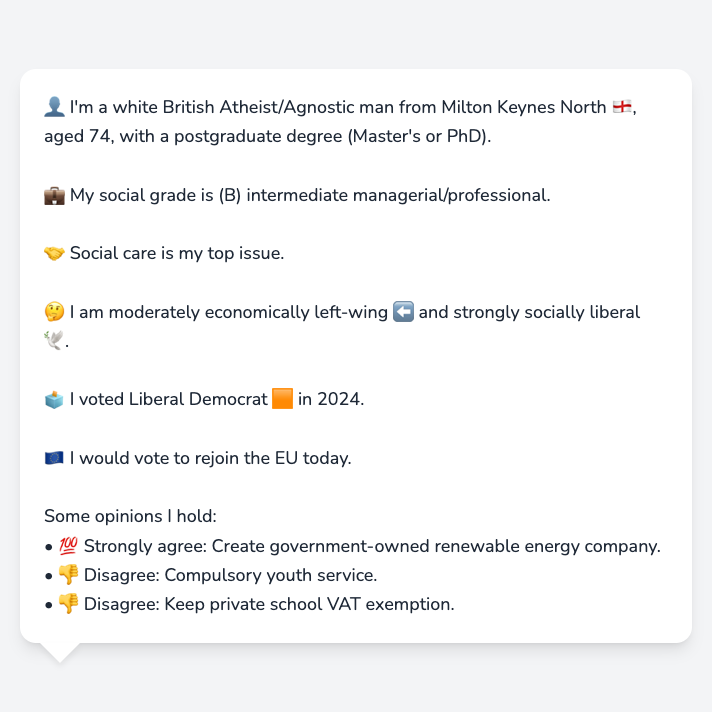 👤 I'm a white British Atheist/Agnostic man from Milton Keynes North 🏴󠁧󠁢󠁥󠁮󠁧󠁿,
aged 74, with a postgraduate degree (Master's or PhD).
💼 My social grade is (B) intermediate managerial/professional.
🤝 Social care is my top issue.
🤔 I am moderately economically left-wing ⬅️ and strongly socially liberal
🕊️.
🗳️ I voted Liberal Democrat 🟧 in 2024.
🇪🇺 I would vote to rejoin the EU today.
Some opinions I hold:
• 💯 Strongly agree: Create government-owned renewable energy company.
• 👎 Disagree: Compulsory youth service.
• 👎 Disagree: Keep private school VAT exemption.